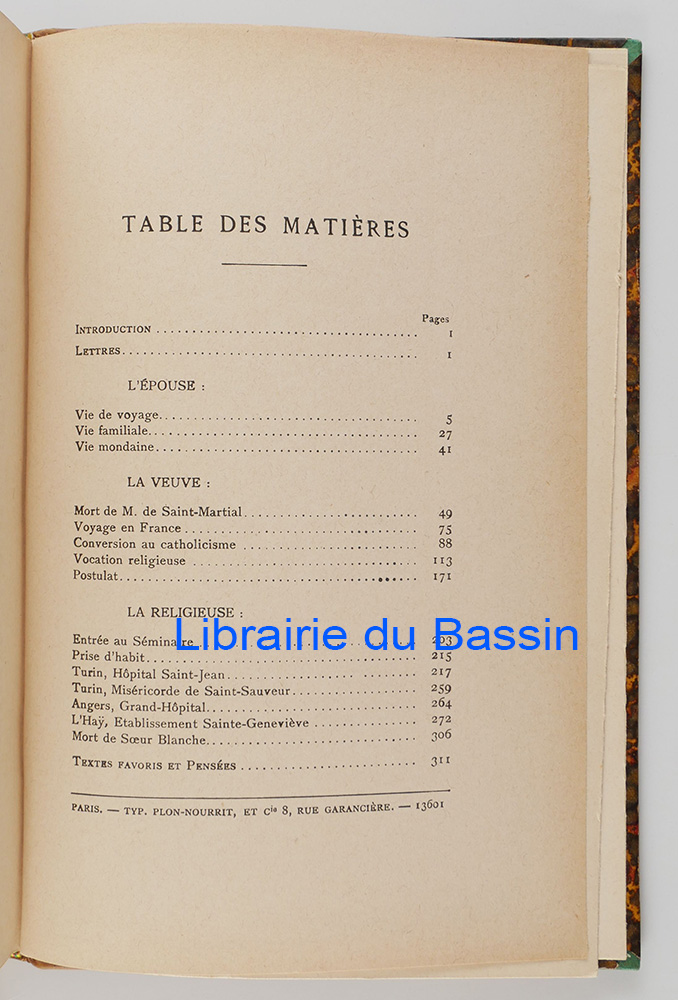 TABLE DES MATIÈRES
Pages
INTRODUCTION .................................... I
LETTRES........................................ I
L'ÉPOUSE :
Vie de voyage.................................. 5
Vie familiale................................... 27
Vie mondaine................................... 41
LA VEUVE :
Mort de M. de Saint-Martial........................ 49
Voyage en France ................................ 75
Conversion au catholicisme ......................... 88
Vocation religieuse ............................... 113
Postulat........................................ 171
LA RELIGIEUSE :
Entrée au Séminaire............................... 203
Librairie du Bassin
Prise d'habit.................................... 215
Turin, Hôpital Saint-Jean.......................... 217
Turin, Miséricorde de Saint-Sauveur................. 259
Angers, Grand-Hôpital............................. 264
L'Haÿ, Etablissement Sainte-Geneviève ............... 272
Mort de Sœur Blanche............................. 306
TEXTES FAVORIS ET PENSÉES ........................ 311
PARIS. — TYP. PLON-NOURRIT, ET Cie 8, RUE GARANCIÈRE. — 13601